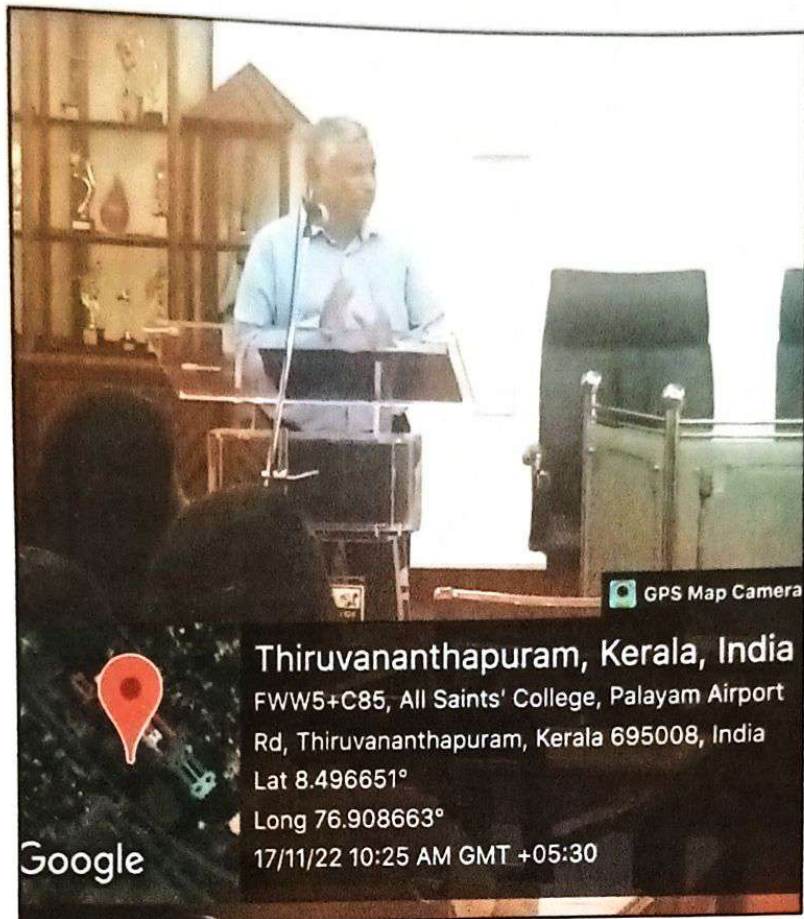 GPS Map Camera
Thiruvananthapuram, Kerala, India
FWW5+C85, All Saints' College, Palayam Airport
Rd, Thiruvananthapuram, Kerala 695008, India
Lat 8.496651°
Long 76.908663°
17/11/22 10:25 AM GMT +05:30
Google